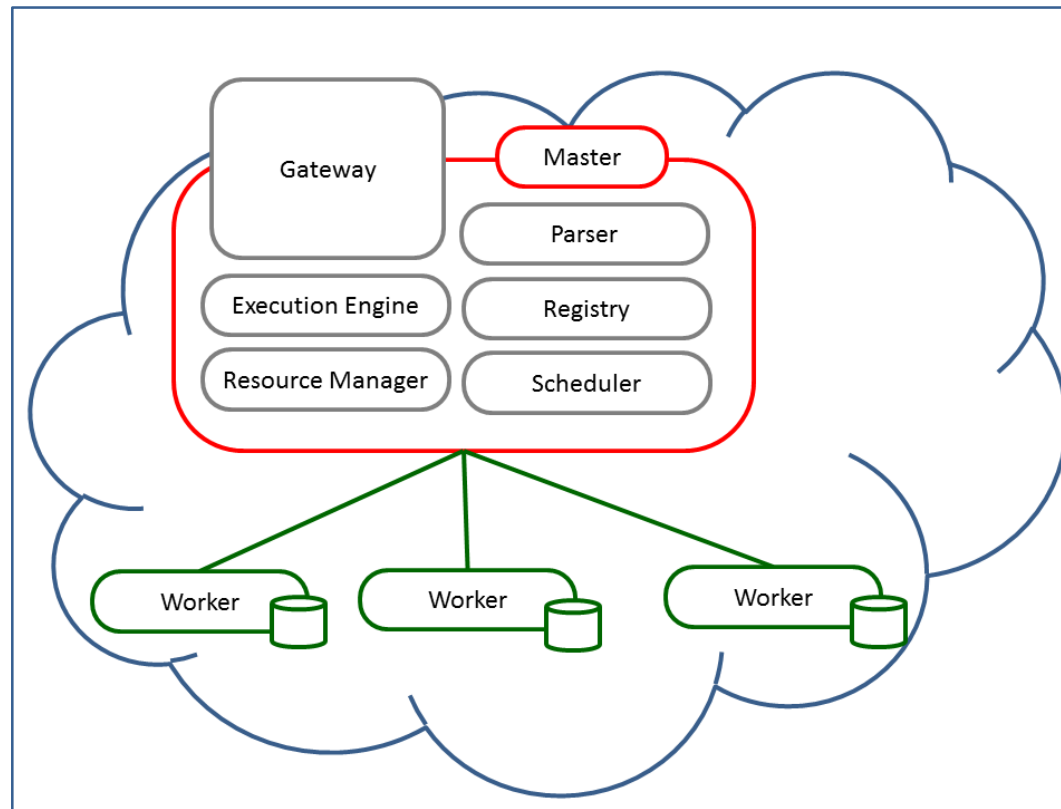 Gateway
Master
Parser
Execution Engine
Registry
Resource Manager
Scheduler
Worker
Worker
Worker